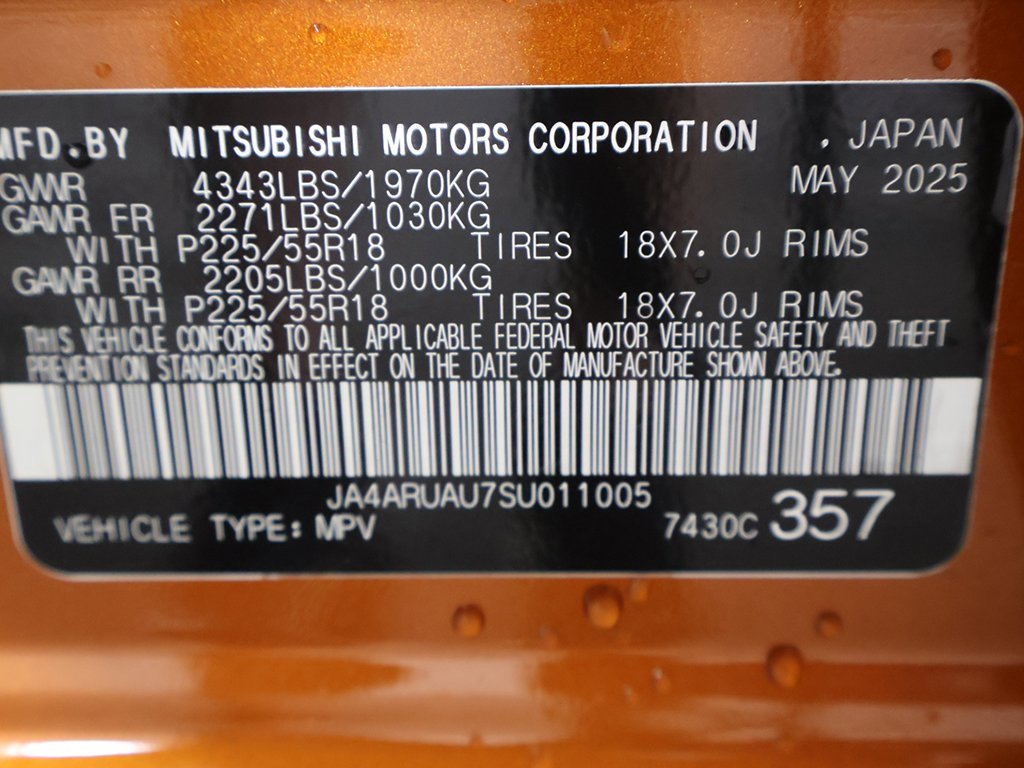 MFD.BY MITSUBISHI MOTORS CORPORATION . JAPAN
GVWR 4343LBS/1970KG MAY 2025
GAWR FR 2271LBS/1030KG
WITH P225/55R18 TIRES 18X7.0J RIMS
GAWR RR 2205LBS/1000KG
WITH P225/55R18 TIRES 18X7.0J RIMS
THIS VEHICLE CONFORMS TO ALL APPLICABLE FEDERAL MOTOR VEHICLE SAFETY AND THEFT
PREVENTION STANDARDS IN EFFECT ON THE DATE OF MANUFACTURE SHOWN ABOVE.
JA4ARUAU7SU011005
VEHICLE TYPE: MPV 7430C 357